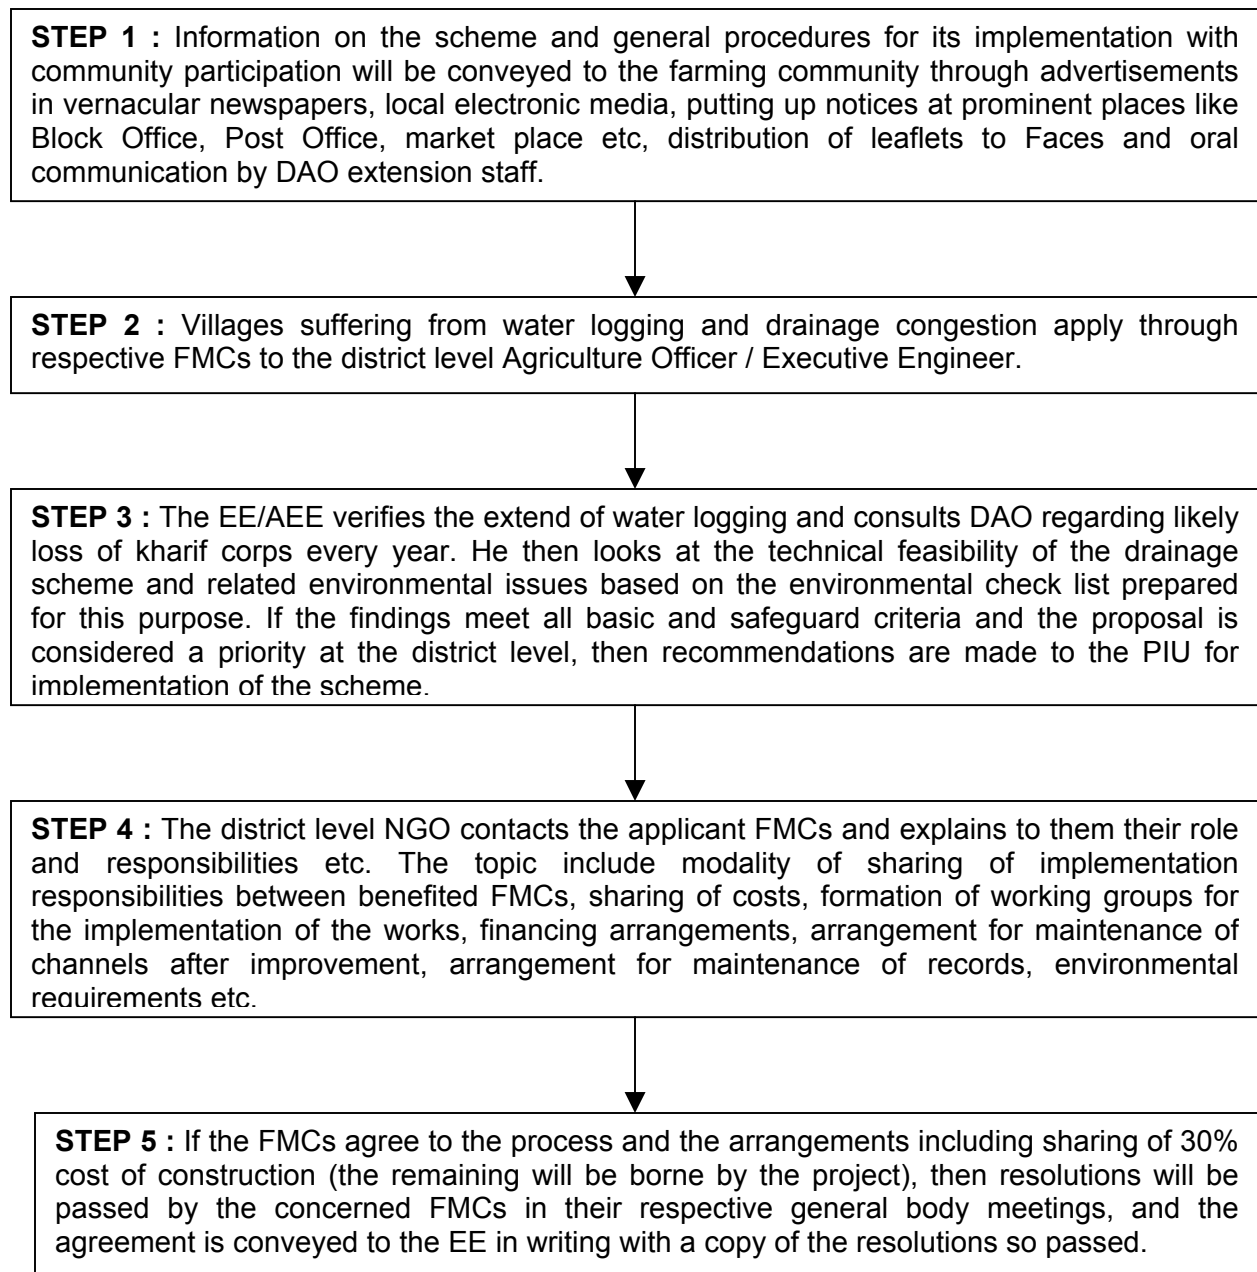 STEP 1 : Information on the scheme and general procedures for its implementation with
community participation will be conveyed to the farming community through advertisements
in vernacular newspapers, local electronic media, putting up notices at prominent places like
Block Office, Post Office, market place etc, distribution of leaflets to Faces and oral
communication by DAO extension staff.
STEP 2 : Villages suffering from water logging and drainage congestion apply through
respective FMCs to the district level Agriculture Officer / Executive Engineer.
STEP 3 : The EE/AEE verifies the extend of water logging and consults DAO regarding likely
loss of kharif corps every year. He then looks at the technical feasibility of the drainage
scheme and related environmental issues based on the environmental check list prepared
for this purpose. If the findings meet all basic and safeguard criteria and the proposal is
considered a priority at the district level, then recommendations are made to the PIU for
implementation of the scheme.
STEP 4 : The district level NGO contacts the applicant FMCs and explains to them their role
and responsibilities etc. The topic include modality of sharing of implementation
responsibilities between benefited FMCs, sharing of costs, formation of working groups for
the implementation of the works, financing arrangements, arrangement for maintenance of
channels after improvement, arrangement for maintenance of records, environmental
requirements etc.
STEP 5 : If the FMCs agree to the process and the arrangements including sharing of 30%
cost of construction (the remaining will be borne by the project), then resolutions will be
passed by the concerned FMCs in their respective general body meetings, and the
agreement is conveyed to the EE in writing with a copy of the resolutions so passed.